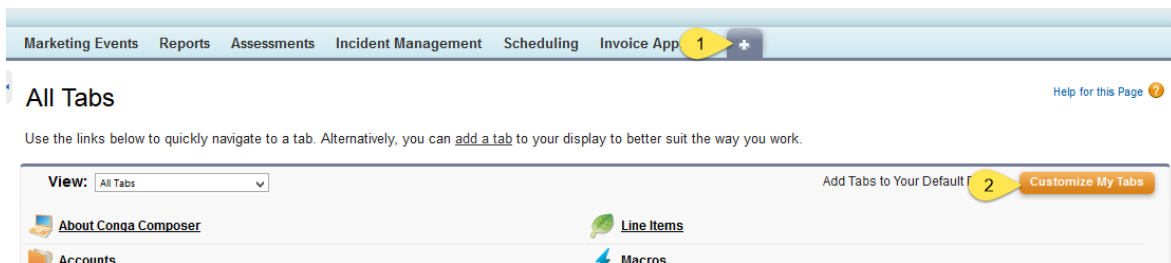 Marketing Events Reports Assessments Incident Management Scheduling Invoice App 1 +
All Tabs
Help for this Page ?
Use the links below to quickly navigate to a tab. Alternatively, you can add a tab to your display to better suit the way you work.
View: All Tabs
Add Tabs to Your Default 2 Customize My Tabs
About Conga Composer
Line Items
Accounts
Macros